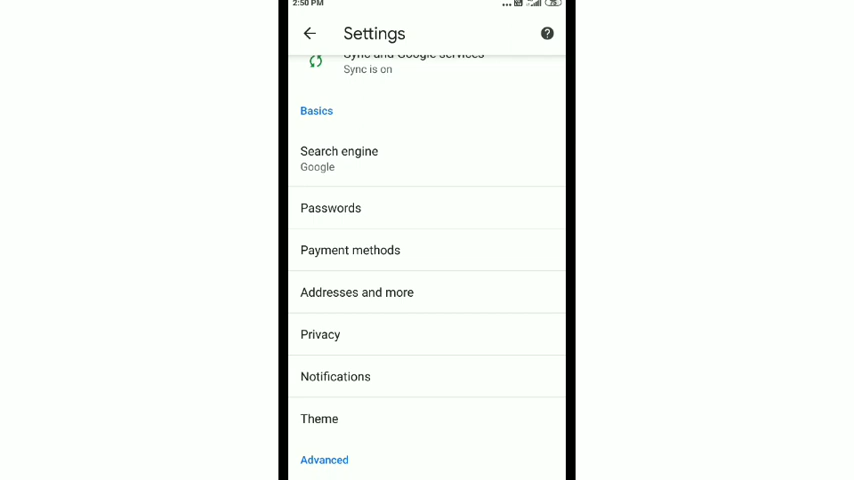 2:50 PM
Settings
Sync and Google services
Sync is on
Basics
Search engine
Google
Passwords
Payment methods
Addresses and more
Privacy
Notifications
Theme
Advanced